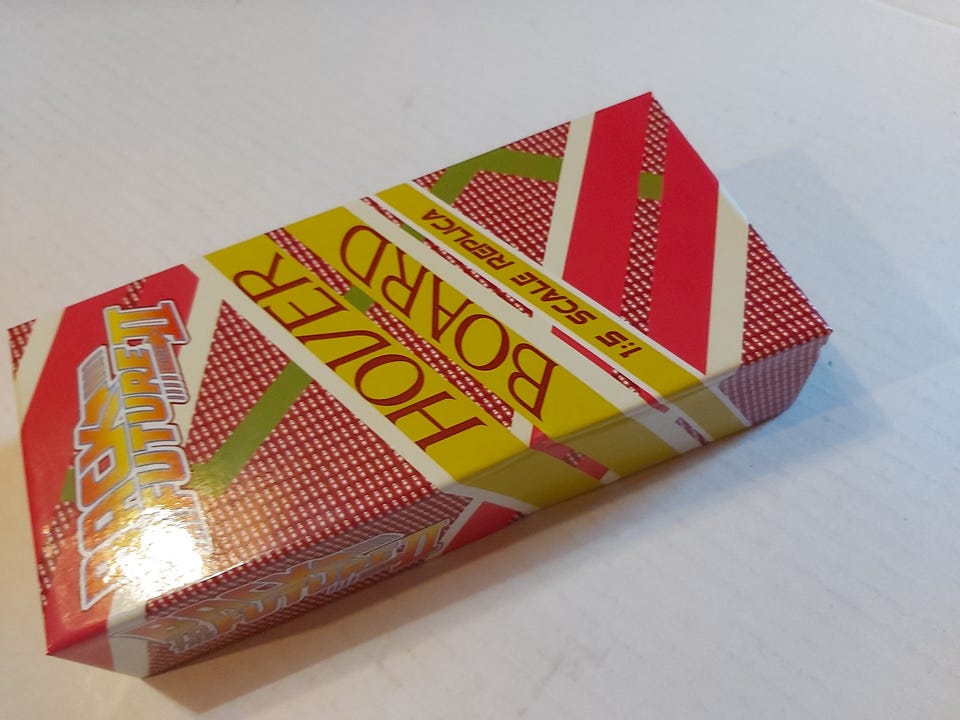 BACK
TO THE
FUTURE II
HOVER
BOARD
1:5 SCALE REPLICA
BACK
TO THE
FUTURE II